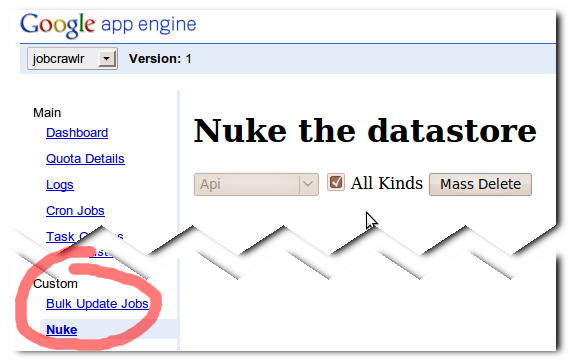 Google app engine
jobcrawlr Version: 1
Main
Dashboard
Quota Details
Logs
Cron Jobs
Task
Custom
Bulk Update Jobs
Nuke
Nuke the datastore
Api All Kinds Mass Delete